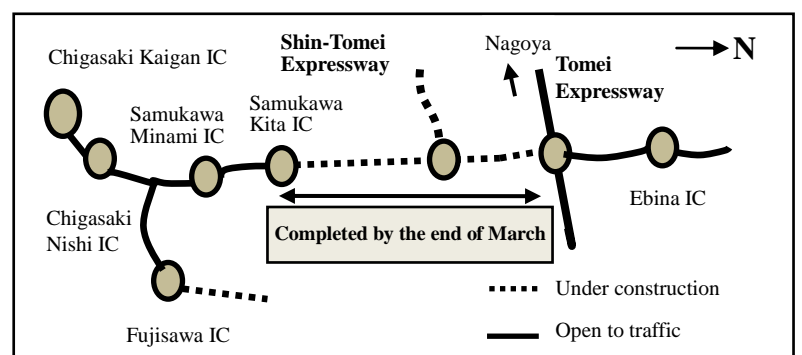 Chigasaki Kaigan IC
Shin-Tomei
Expressway
Nagoya
N
Tomei
Expressway
Samukawa
Minami IC
Samukawa
Kita IC
Ebina IC
Chigasaki
Nishi IC
Completed by the end of March
Under construction
Fujisawa IC
Open to traffic